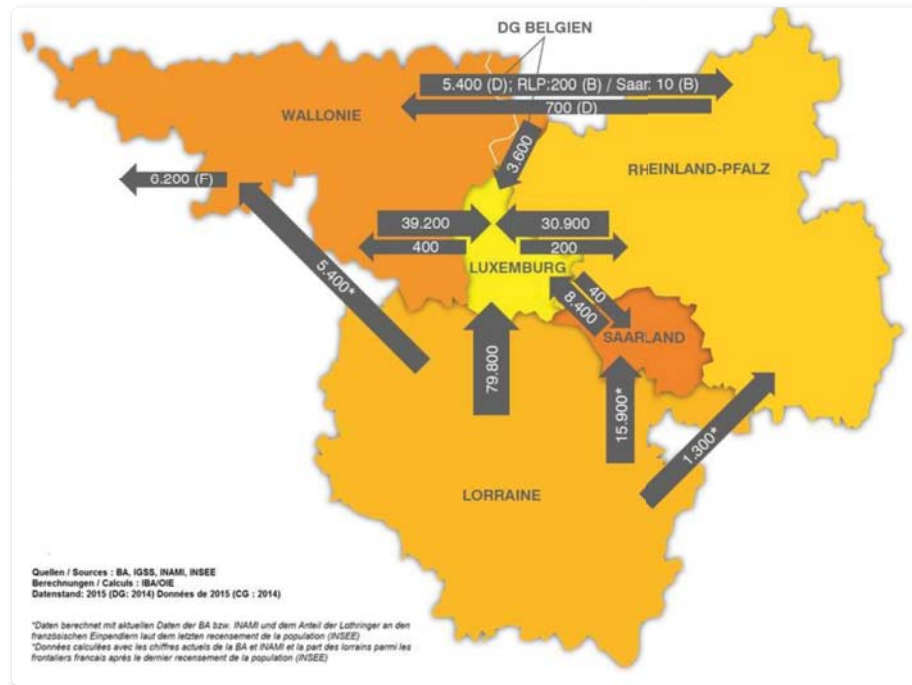 DG BELGIEN
5.400 (D); RLP:200 (B) / Saar: 10 (B)
700 (D)
WALLONIE
3.600
RHEINLAND-PFALZ
6.200 (F)
39.200
30.900
400
200
LUXEMBURG
5.400*
40
8.400
SAARLAND
79.800
15.900*
1.300*
LORRAINE
Quellen / Sources : BA, IGSS, INAMI, INSEE
Berechnungen / Calculs : IBA/OIE
Datenstand: 2015 (DG: 2014) Données de 2015 (CG : 2014)
*Daten berechnet mit aktuellen Daten der BA bzw. INAMI und dem Anteil der Lothringer an den
französischen Einpendlern laut dem letzten recensement de la population (INSEE)
*Données calculées avec les chiffres actuels de la BA et INAMI et la part des lorrains parmi les
frontaliers francais après le dernier recensement de la population (INSEE)